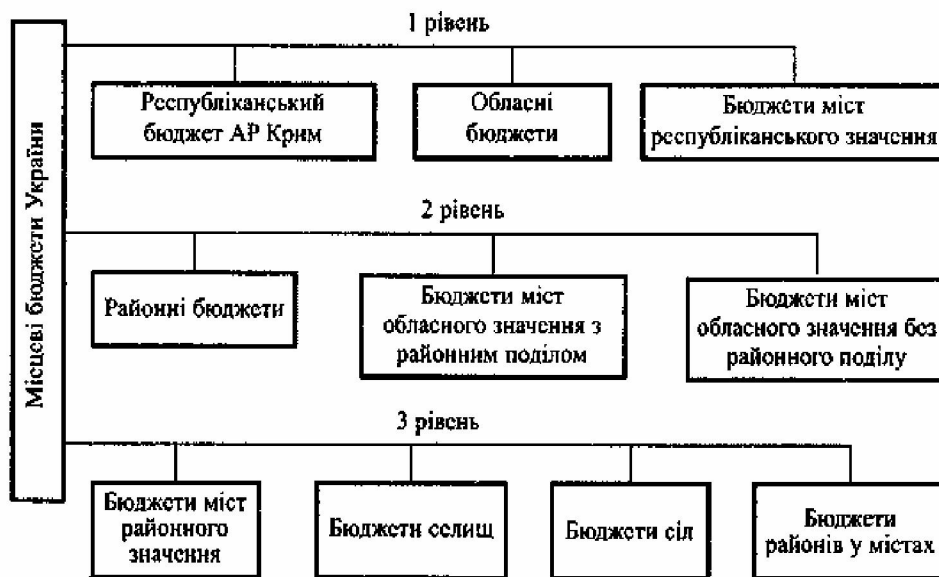 Місцеві бюджети України
1 рівень
Республіканський
бюджет АР Крим
Обласні
бюджети
Бюджети міст
республіканського значення
2 рівень
Районні бюджети
Бюджети міст
обласного значення з
районним поділом
Бюджети міст
обласного значення без
районного поділу
3 рівень
Бюджети міст
районного
значення
Бюджети селищ
Бюджети сіл
Бюджети
районів у містах